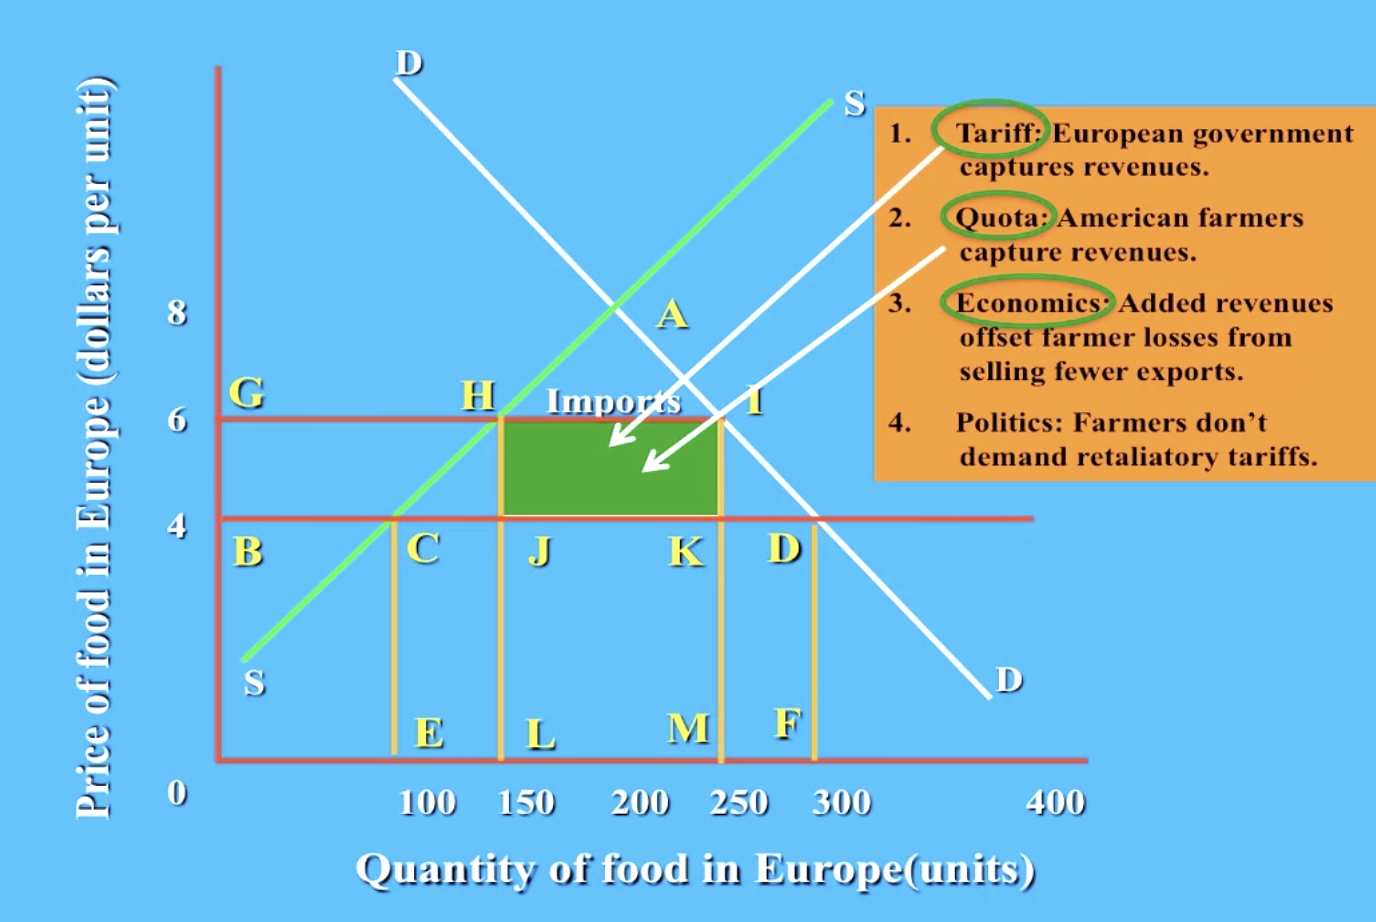 D
S
Price of food in Europe (dollars per unit)
1. Tariff: European government
captures revenues.
2. Quota: American farmers
capture revenues.
3. Economics: Added revenues
offset farmer losses from
selling fewer exports.
4. Politics: Farmers don't
demand retaliatory tariffs.
8
A
G
H
Imports
I
6
4
B
C
J
K
D
S
D
E
L
M
F
0
100 150 200 250 300 400
Quantity of food in Europe(units)